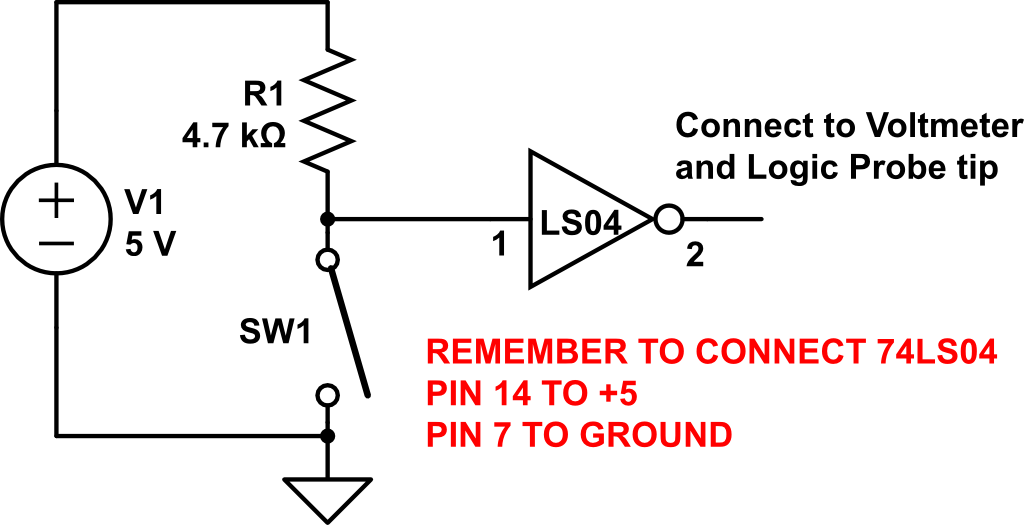 R1
4.7 kΩ
V1
5 V
SW1
1
LS04
2
Connect to Voltmeter
and Logic Probe tip
REMEMBER TO CONNECT 74LS04
PIN 14 TO +5
PIN 7 TO GROUND